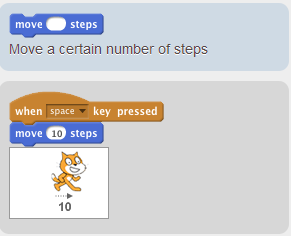 move steps
Move a certain number of steps
when space key pressed
move 10 steps
10